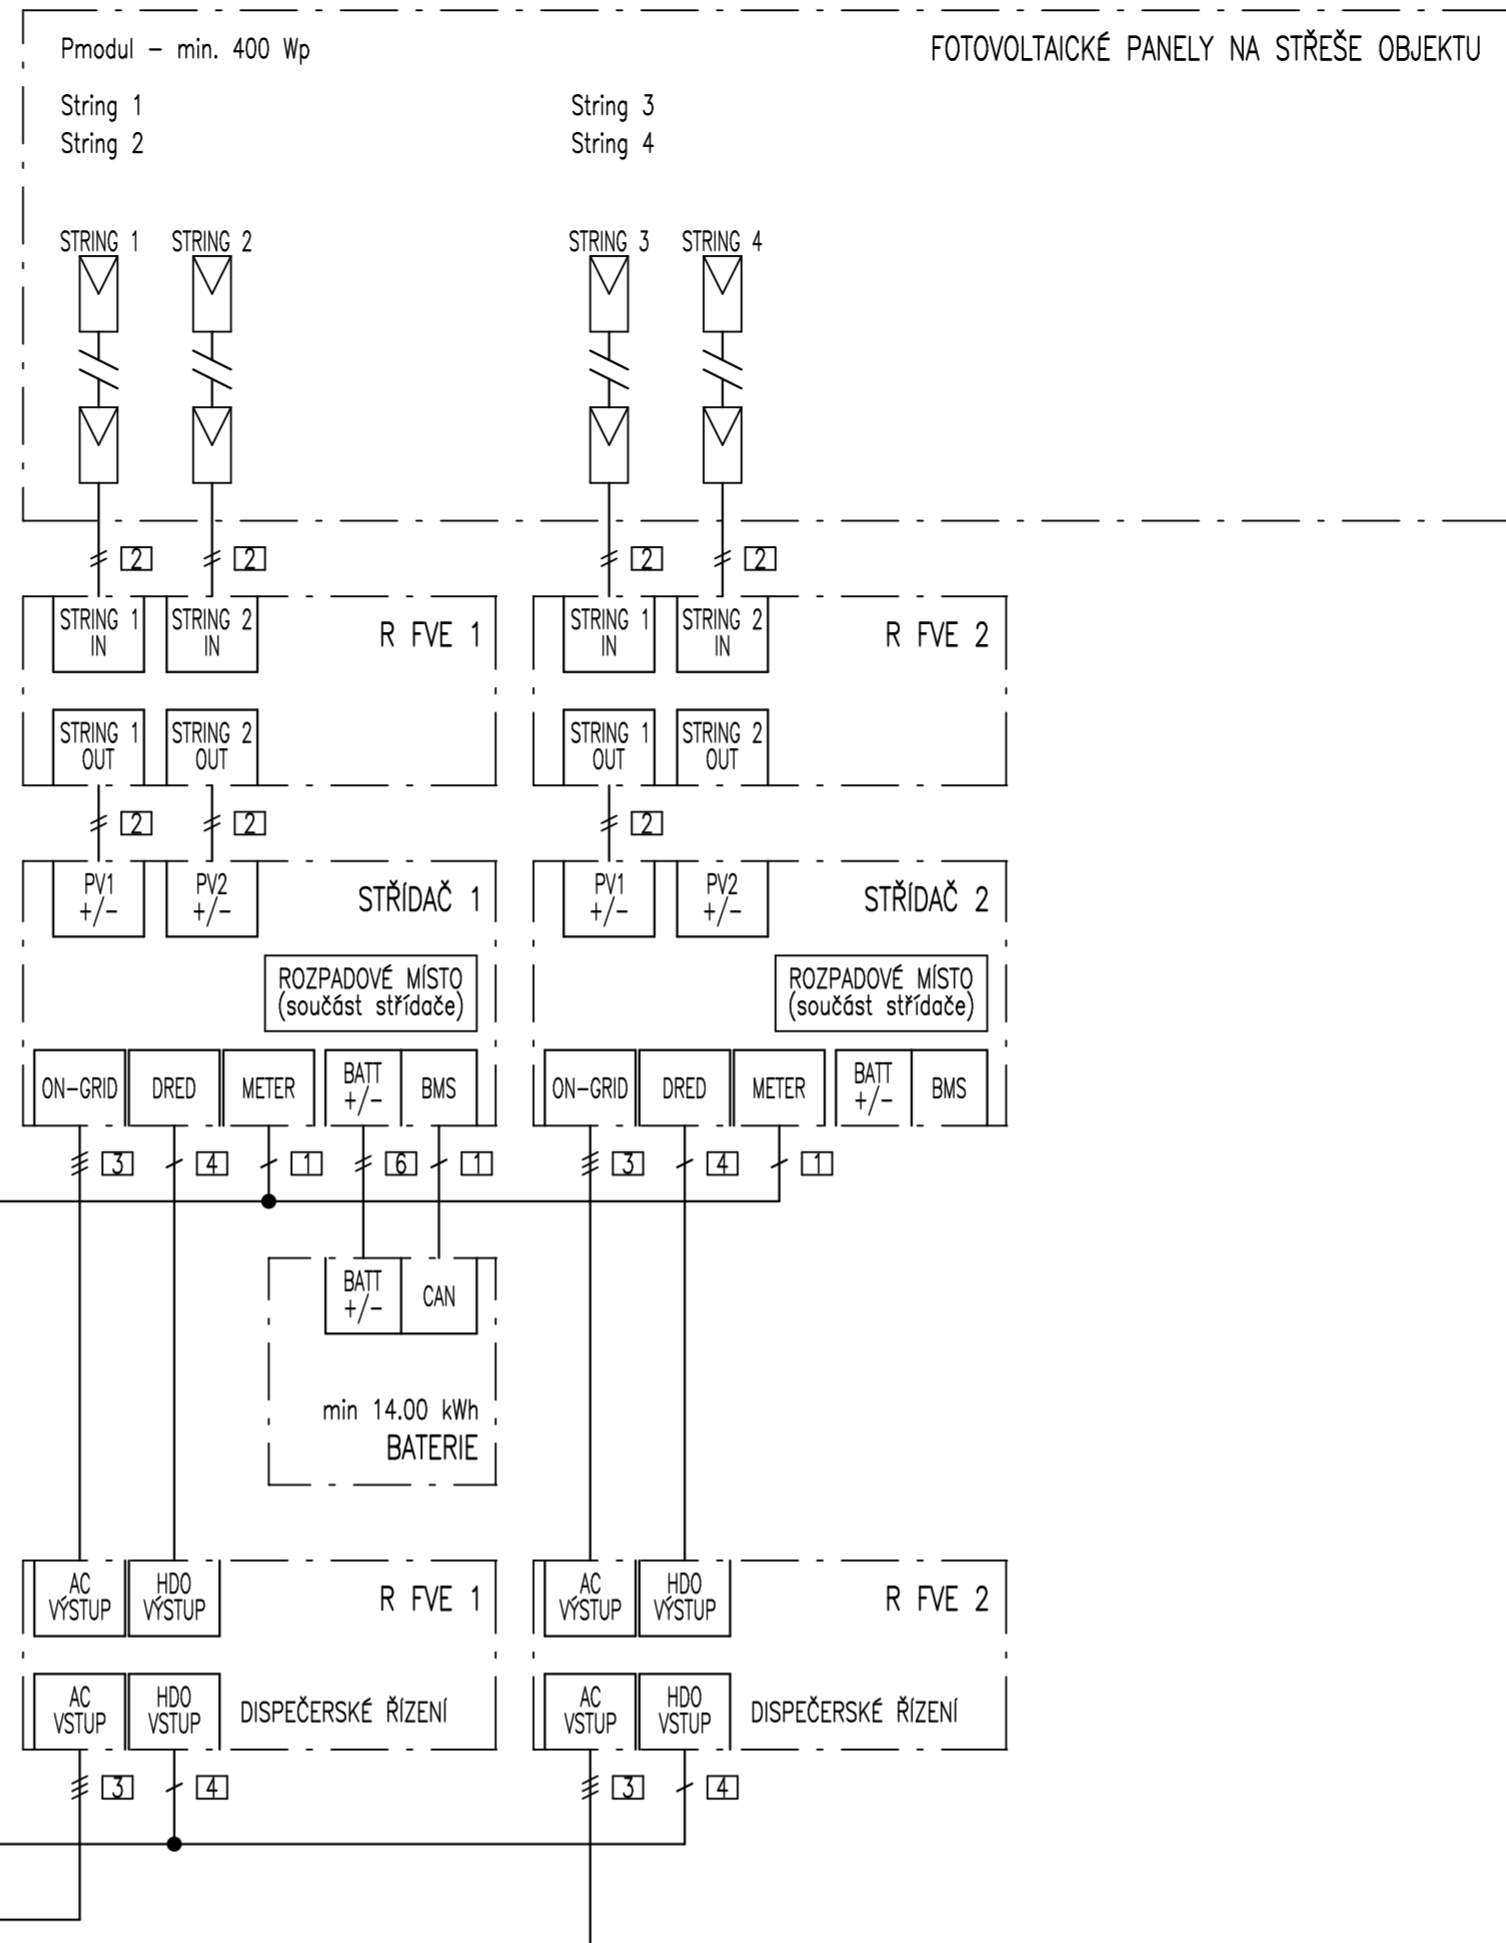 Pmodul – min. 400 Wp
FOTOVOLTAICKÉ PANELY NA STŘEŠE OBJEKTU
String 1
String 2
String 3
String 4
STRING 1
STRING 2
STRING 3
STRING 4
2
2
2
2
STRING 1
IN
STRING 2
IN
R FVE 1
STRING 1
OUT
STRING 2
OUT
STRING 1
IN
STRING 2
IN
R FVE 2
STRING 1
OUT
STRING 2
OUT
2
2
2
PV1
+/-
PV2
+/-
STŘÍDAČ 1
ROZPADOVÉ MÍSTO
(součást střídače)
ON-GRID
DRED
METER
BATT
+/-
BMS
PV1
+/-
PV2
+/-
STŘÍDAČ 2
ROZPADOVÉ MÍSTO
(součást střídače)
ON-GRID
DRED
METER
BATT
+/-
BMS
3
4
1
6
1
3
4
1
BATT
+/-
CAN
min 14.00 kWh
BATERIE
AC
VÝSTUP
HDO
VÝSTUP
R FVE 1
AC
VSTUP
HDO
VSTUP
DISPEČERSKÉ ŘÍZENÍ
AC
VÝSTUP
HDO
VÝSTUP
R FVE 2
AC
VSTUP
HDO
VSTUP
DISPEČERSKÉ ŘÍZENÍ
3
4
3
4